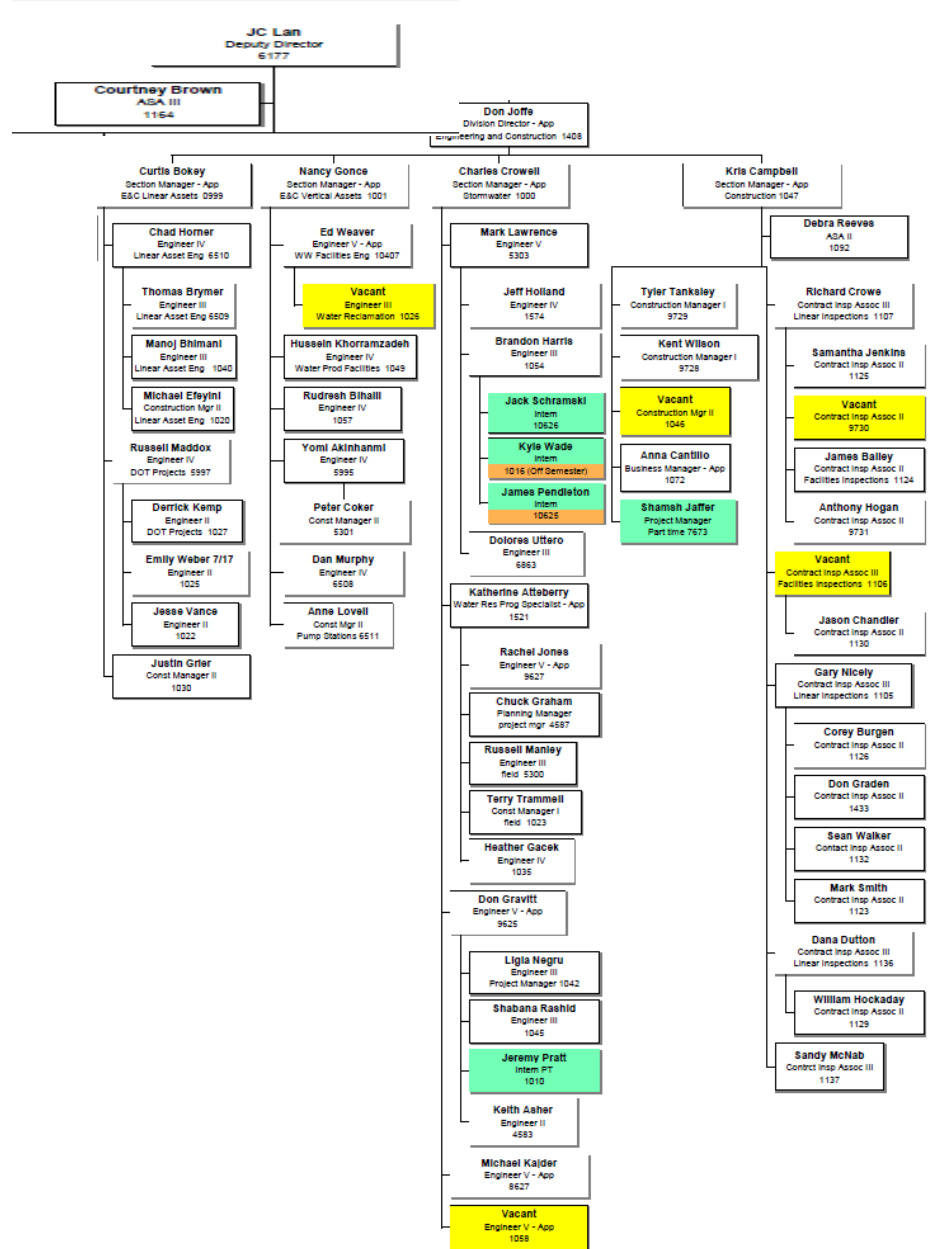 JC Lan
Deputy Director
6177
Courtney Brown
ASA III
1164
Don Joffe
Division Director - App
Engineering and Construction 1408
Curtis Bokey
Section Manager - App
E&C Linear Assets 0999
Nancy Gonce
Section Manager - App
E&C Vertical Assets 1001
Charles Crowell
Section Manager - App
Stormwater 1000
Kris Campbell
Section Manager - App
Construction 1047
Debra Reeves
ASA II
1092
Chad Horner
Engineer IV
Linear Asset Eng 6510
Thomas Brymer
Engineer III
Linear Asset Eng 6509
Manoj Bhimani
Engineer III
Linear Asset Eng 1040
Michael Efeyini
Construction Mgr II
Linear Asset Eng 1020
Russell Maddox
Engineer IV
DOT Projects 5997
Derrick Kemp
Engineer II
DOT Projects 1027
Emily Weber 7/17
Engineer II
1025
Jesse Vance
Engineer II
1022
Justin Grier
Const Manager II
1030
Ed Weaver
Engineer V - App
WW Facilities Eng 10407
Vacant
Engineer III
Water Reclamation 1026
Hussein Khorramzadeh
Engineer IV
Water Prod Facilities 1049
Rudresh Bihalli
Engineer IV
1057
Yomi Akinhanmi
Engineer IV
5995
Peter Coker
Const Manager II
5301
Dan Murphy
Engineer IV
6508
Anne Lovell
Const Mgr II
Pump Stations 6511
Mark Lawrence
Engineer V
5303
Jeff Holland
Engineer IV
1574
Brandon Harris
Engineer III
1054
Jack Schramski
Intern
10626
Kyle Wade
Intern
1016 (Off Semester)
James Pendleton
Intern
10625
Dolores Uttero
Engineer III
6863
Katherine Atteberry
Water Res Prog Specialist - App
1521
Rachel Jones
Engineer V - App
9627
Chuck Graham
Planning Manager
project mgr 4587
Russell Manley
Engineer III
field 5300
Terry Trammell
Const Manager I
field 1023
Heather Gacek
Engineer IV
1035
Don Gravitt
Engineer V - App
9625
Ligia Negru
Engineer III
Project Manager 1042
Shabana Rashid
Engineer III
1045
Jeremy Pratt
Intern PT
1010
Keith Asher
Engineer II
4583
Michael Kajder
Engineer V - App
8627
Vacant
Engineer V - App
1058
Tyler Tanksley
Construction Manager I
9729
Kent Wilson
Construction Manager I
9728
Vacant
Construction Mgr II
1046
Anna Cantillo
Business Manager - App
1072
Shamsh Jaffer
Project Manager
Part time 7673
Richard Crowe
Contract Insp Assoc III
Linear Inspections 1107
Samantha Jenkins
Contract Insp Assoc II
1125
Vacant
Contract Insp Assoc II
9730
James Bailey
Contract Insp Assoc II
Facilities Inspections 1124
Anthony Hogan
Contract Insp Assoc II
9731
Vacant
Contract Insp Assoc III
Facilities Inspections 1106
Jason Chandler
Contract Insp Assoc II
1130
Gary Nicely
Contract Insp Assoc III
Linear Inspections 1105
Corey Burgen
Contract Insp Assoc II
1126
Don Graden
Contract Insp Assoc II
1433
Sean Walker
Contact Insp Assoc II
1132
Mark Smith
Contract Insp Assoc II
1123
Dana Dutton
Contract Insp Assoc III
Linear Inspections 1136
William Hockaday
Contract Insp Assoc II
1129
Sandy McNab
Contrct Insp Assoc III
1137